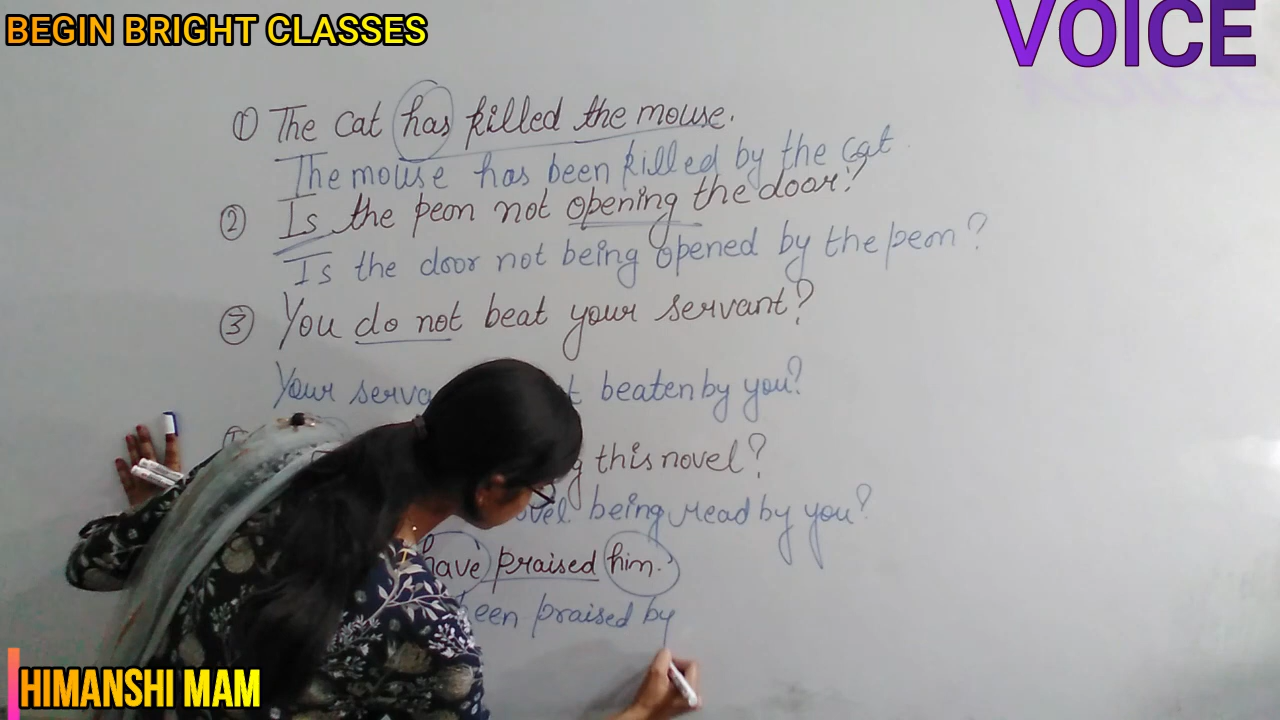 BEGIN BRIGHT CLASSES
VOICE
① The cat has killed the mouse.
The mouse has been killed by the cat
② Is the peon not opening the door?
Is the door not being opened by the peon?
③ You do not beat your servant?
Your beaten by you?
this novel?
being read by you?
have praised him.
been praised by
HIMANSHI MAM